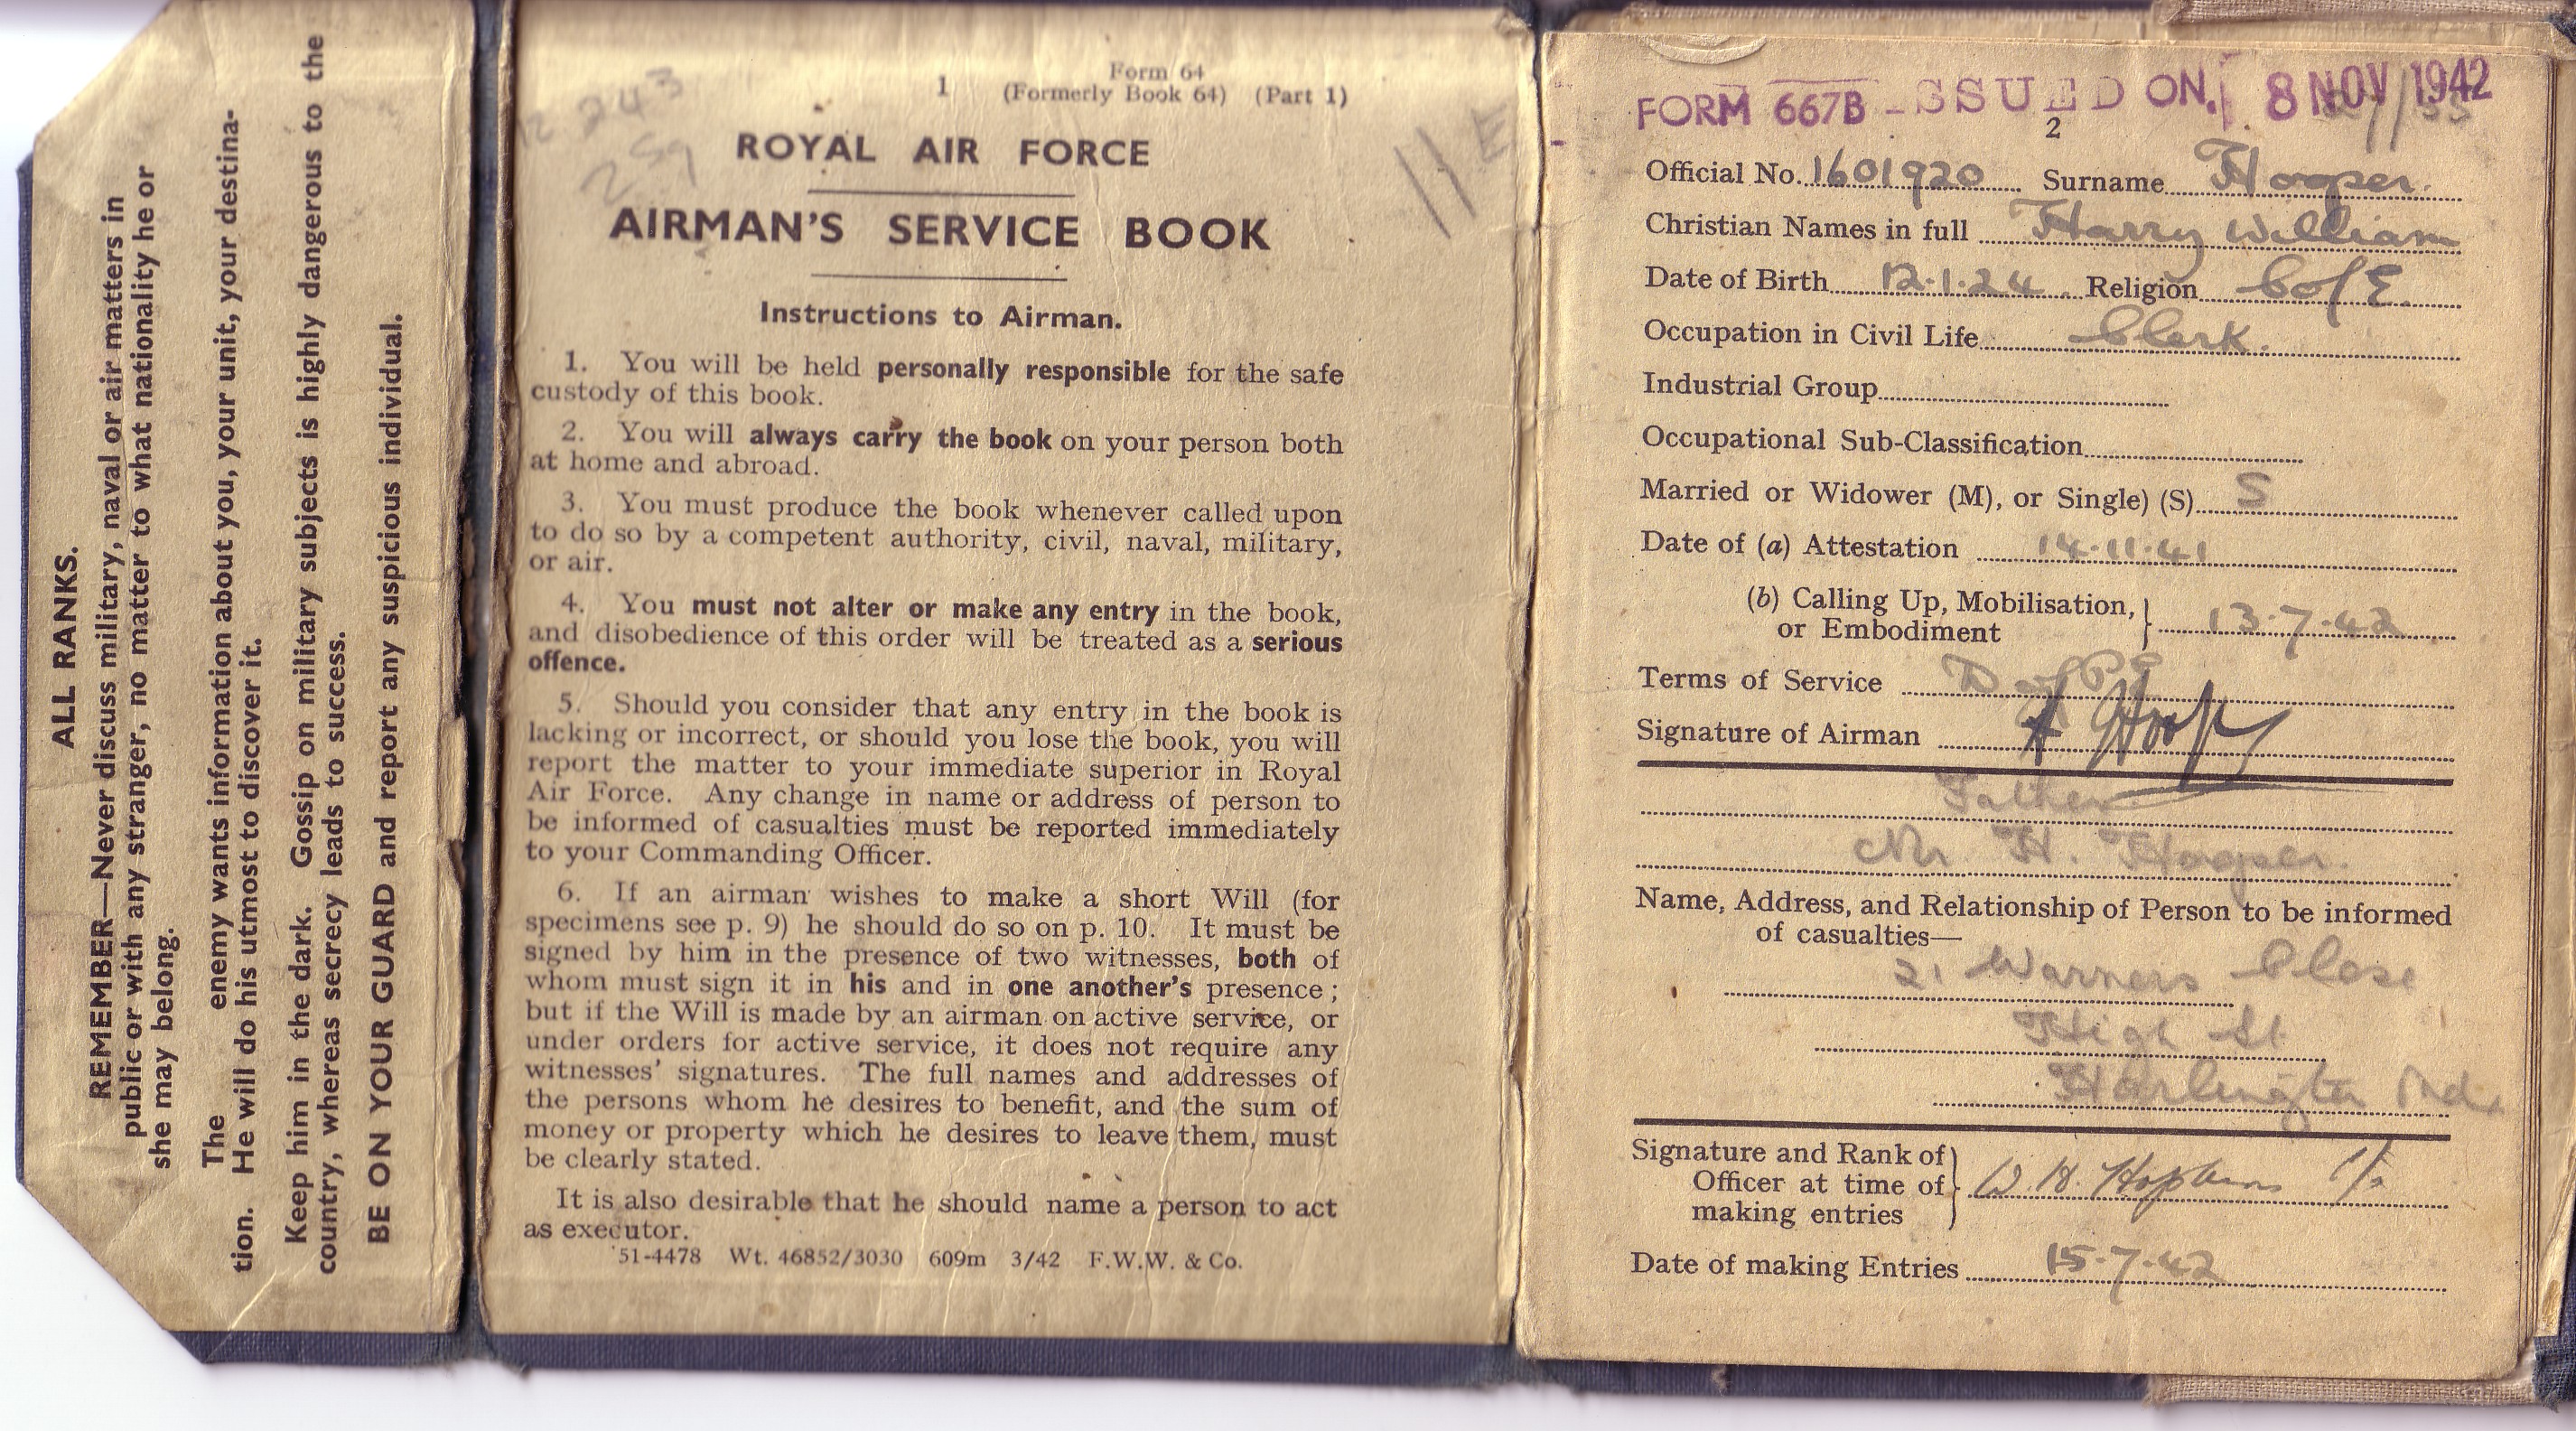 ALL RANKS.
REMEMBER—Never discuss military, naval or air matters in
public or with any stranger, no matter to what nationality he or
she may belong.
The enemy wants information about you, your unit, your destina-
tion. He will do his utmost to discover it.
Keep him in the dark. Gossip on military subjects is highly dangerous to the
country, whereas secrecy leads to success.
BE ON YOUR GUARD and report any suspicious individual.
Form 64
1 (Formerly Book 64) (Part 1)
243
259
11 E
ROYAL AIR FORCE
AIRMAN'S SERVICE BOOK
Instructions to Airman.
1. You will be held personally responsible for the safe
custody of this book.
2. You will always carry the book on your person both
at home and abroad.
3. You must produce the book whenever called upon
to do so by a competent authority, civil, naval, military,
or air.
4. You must not alter or make any entry in the book,
and disobedience of this order will be treated as a serious
offence.
5. Should you consider that any entry in the book is
lacking or incorrect, or should you lose the book, you will
report the matter to your immediate superior in Royal
Air Force. Any change in name or address of person to
be informed of casualties must be reported immediately
to your Commanding Officer.
6. If an airman wishes to make a short Will (for
specimens see p. 9) he should do so on p. 10. It must be
signed by him in the presence of two witnesses, both of
whom must sign it in his and in one another's presence ;
but if the Will is made by an airman on active service, or
under orders for active service, it does not require any
witnesses' signatures. The full names and addresses of
the persons whom he desires to benefit, and the sum of
money or property which he desires to leave them, must
be clearly stated.
It is also desirable that he should name a person to act
as executor.
51-4478 Wt. 46852/3030 609m 3/42 F.W.W. & Co.
FORM 667B - ISSUED ON. 8 NOV 1942
2
Official No. 1601920 Surname Hooper.
Christian Names in full Harry William
Date of Birth 12.1.24 Religion C of E.
Occupation in Civil Life Clerk.
Industrial Group
Occupational Sub-Classification
Married or Widower (M), or Single) (S) S
Date of (a) Attestation 14.11.41
(b) Calling Up, Mobilisation,
or Embodiment 13.7.42
Terms of Service D of PE
Signature of Airman H Hooper
Father
Mr. H. Hooper.
Name, Address, and Relationship of Person to be informed
of casualties—
21 Warners Close
High St
Harlington Mdx
Signature and Rank of
Officer at time of W. H. Hopkins
making entries
Date of making Entries 15.7.42